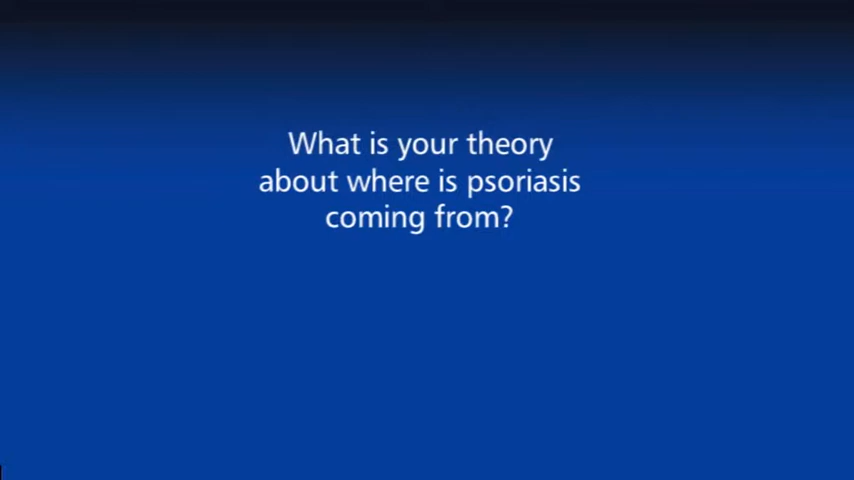 What is your theory
about where is psoriasis
coming from?